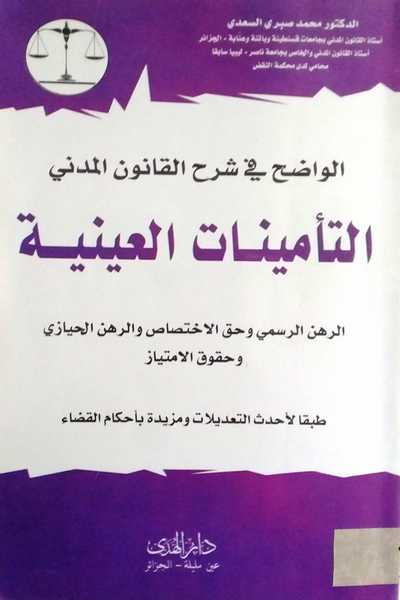 الدكتور محمد صبري السعدي
أستاذ القانون المدني بجامعات قسنطينة وباتنة وعنابة - الجزائر
أستاذ القانون المدني والخاص بجامعة ناصر - ليبيا سابقا
محامي لدى محكمة النقض
الواضح في شرح القانون المدني
التأمينات العينية
الرهن الرسمي وحق الاختصاص والرهن الحيازي
وحقوق الامتياز
طبقا لأحدث التعديلات ومزيدة بأحكام القضاء
دار الهدى
عين مليلة - الجزائر